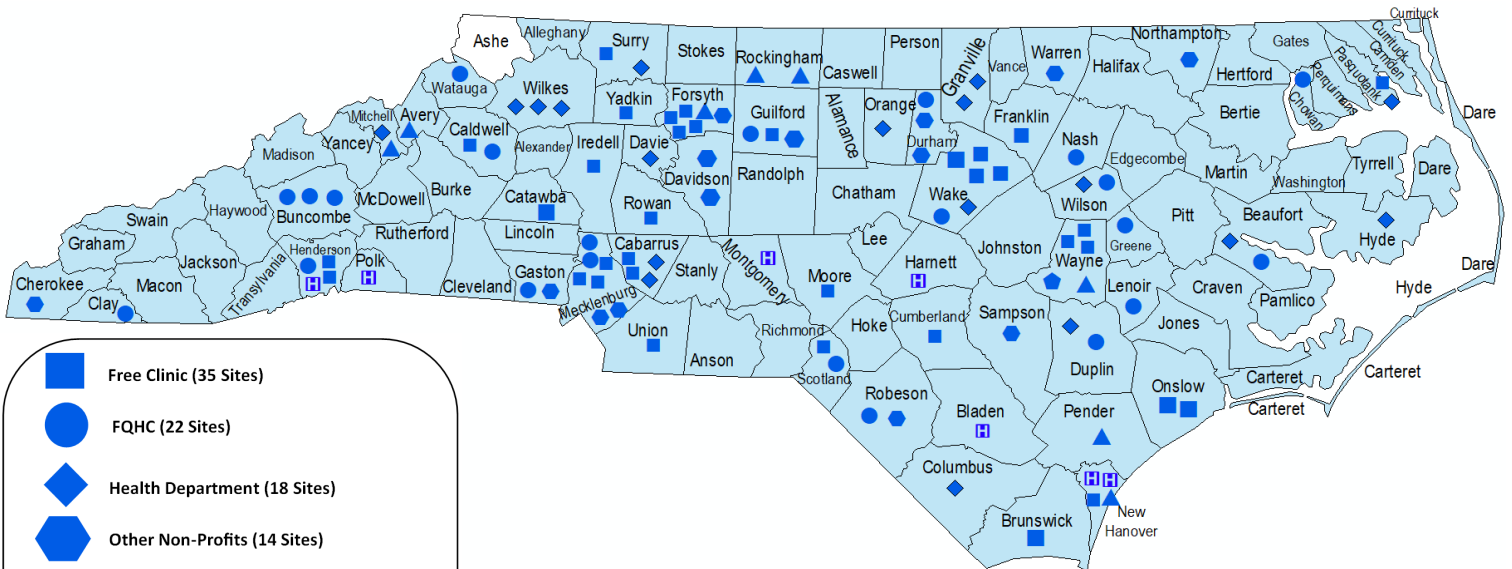 Currituck
Ashe
Alleghany
Surry
Stokes
Rockingham
Caswell
Person
Granville
Vance
Warren
Northampton
Halifax
Gates
Hertford
Currituck
Camden
Pasquotank
Perquimans
Chowan
Watauga
Wilkes
Yadkin
Forsyth
Guilford
Alamance
Orange
Durham
Franklin
Nash
Edgecombe
Bertie
Dare
Mitchell
Avery
Yancey
Caldwell
Alexander
Iredell
Davie
Davidson
Randolph
Chatham
Wake
Wilson
Martin
Washington
Tyrrell
Dare
Madison
Haywood
Buncombe
McDowell
Burke
Catawba
Rowan
Swain
Graham
Jackson
Rutherford
Lincoln
Cabarrus
Stanly
Montgomery
Moore
Lee
Harnett
Johnston
Wayne
Greene
Pitt
Beaufort
Hyde
Dare
Cherokee
Clay
Macon
Transylvania
Henderson
H
Polk
H
Cleveland
Gaston
Mecklenburg
H
H
Lenoir
Craven
Pamlico
Hyde
Union
Anson
Richmond
Scotland
Hoke
Cumberland
Sampson
Duplin
Jones
Carteret
Carteret
Carteret
Robeson
Bladen
H
Pender
Onslow
Columbus
H H
New
Hanover
Brunswick
Free Clinic (35 Sites)
FQHC (22 Sites)
Health Department (18 Sites)
Other Non-Profits (14 Sites)